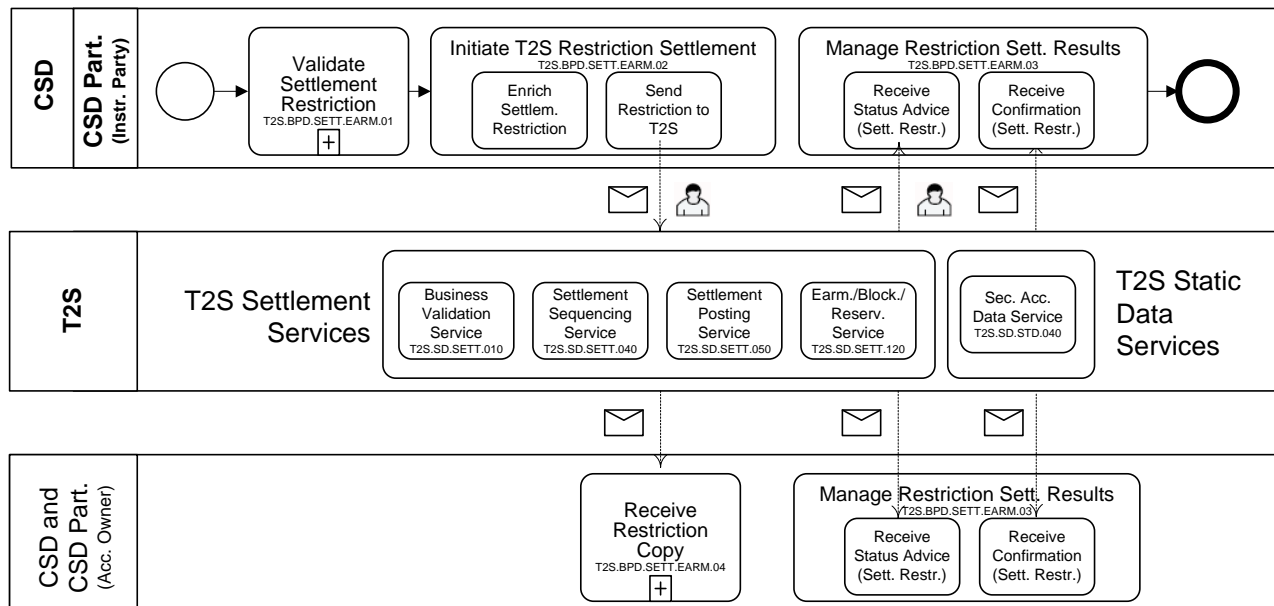 CSD
CSD Part.
(Instr. Party)
Validate
Settlement
Restriction
T2S.BPD.SETT.EARM.01
+
Initiate T2S Restriction Settlement
T2S.BPD.SETT.EARM.02
Enrich
Settlem.
Restriction
Send
Restriction to
T2S
Manage Restriction Sett. Results
T2S.BPD.SETT.EARM.03
Receive
Status Advice
(Sett. Restr.)
Receive
Confirmation
(Sett. Restr.)
T2S
T2S Settlement
Services
Business
Validation
Service
T2S.SD.SETT.010
Settlement
Sequencing
Service
T2S.SD.SETT.040
Settlement
Posting
Service
T2S.SD.SETT.050
Earm./Block./
Reserv.
Service
T2S.SD.SETT.120
Sec. Acc.
Data Service
T2S.SD.STD.040
T2S Static
Data
Services
CSD and
CSD Part.
(Acc. Owner)
Receive
Restriction
Copy
T2S.BPD.SETT.EARM.04
+
Manage Restriction Sett. Results
T2S.BPD.SETT.EARM.03
Receive
Status Advice
(Sett. Restr.)
Receive
Confirmation
(Sett. Restr.)